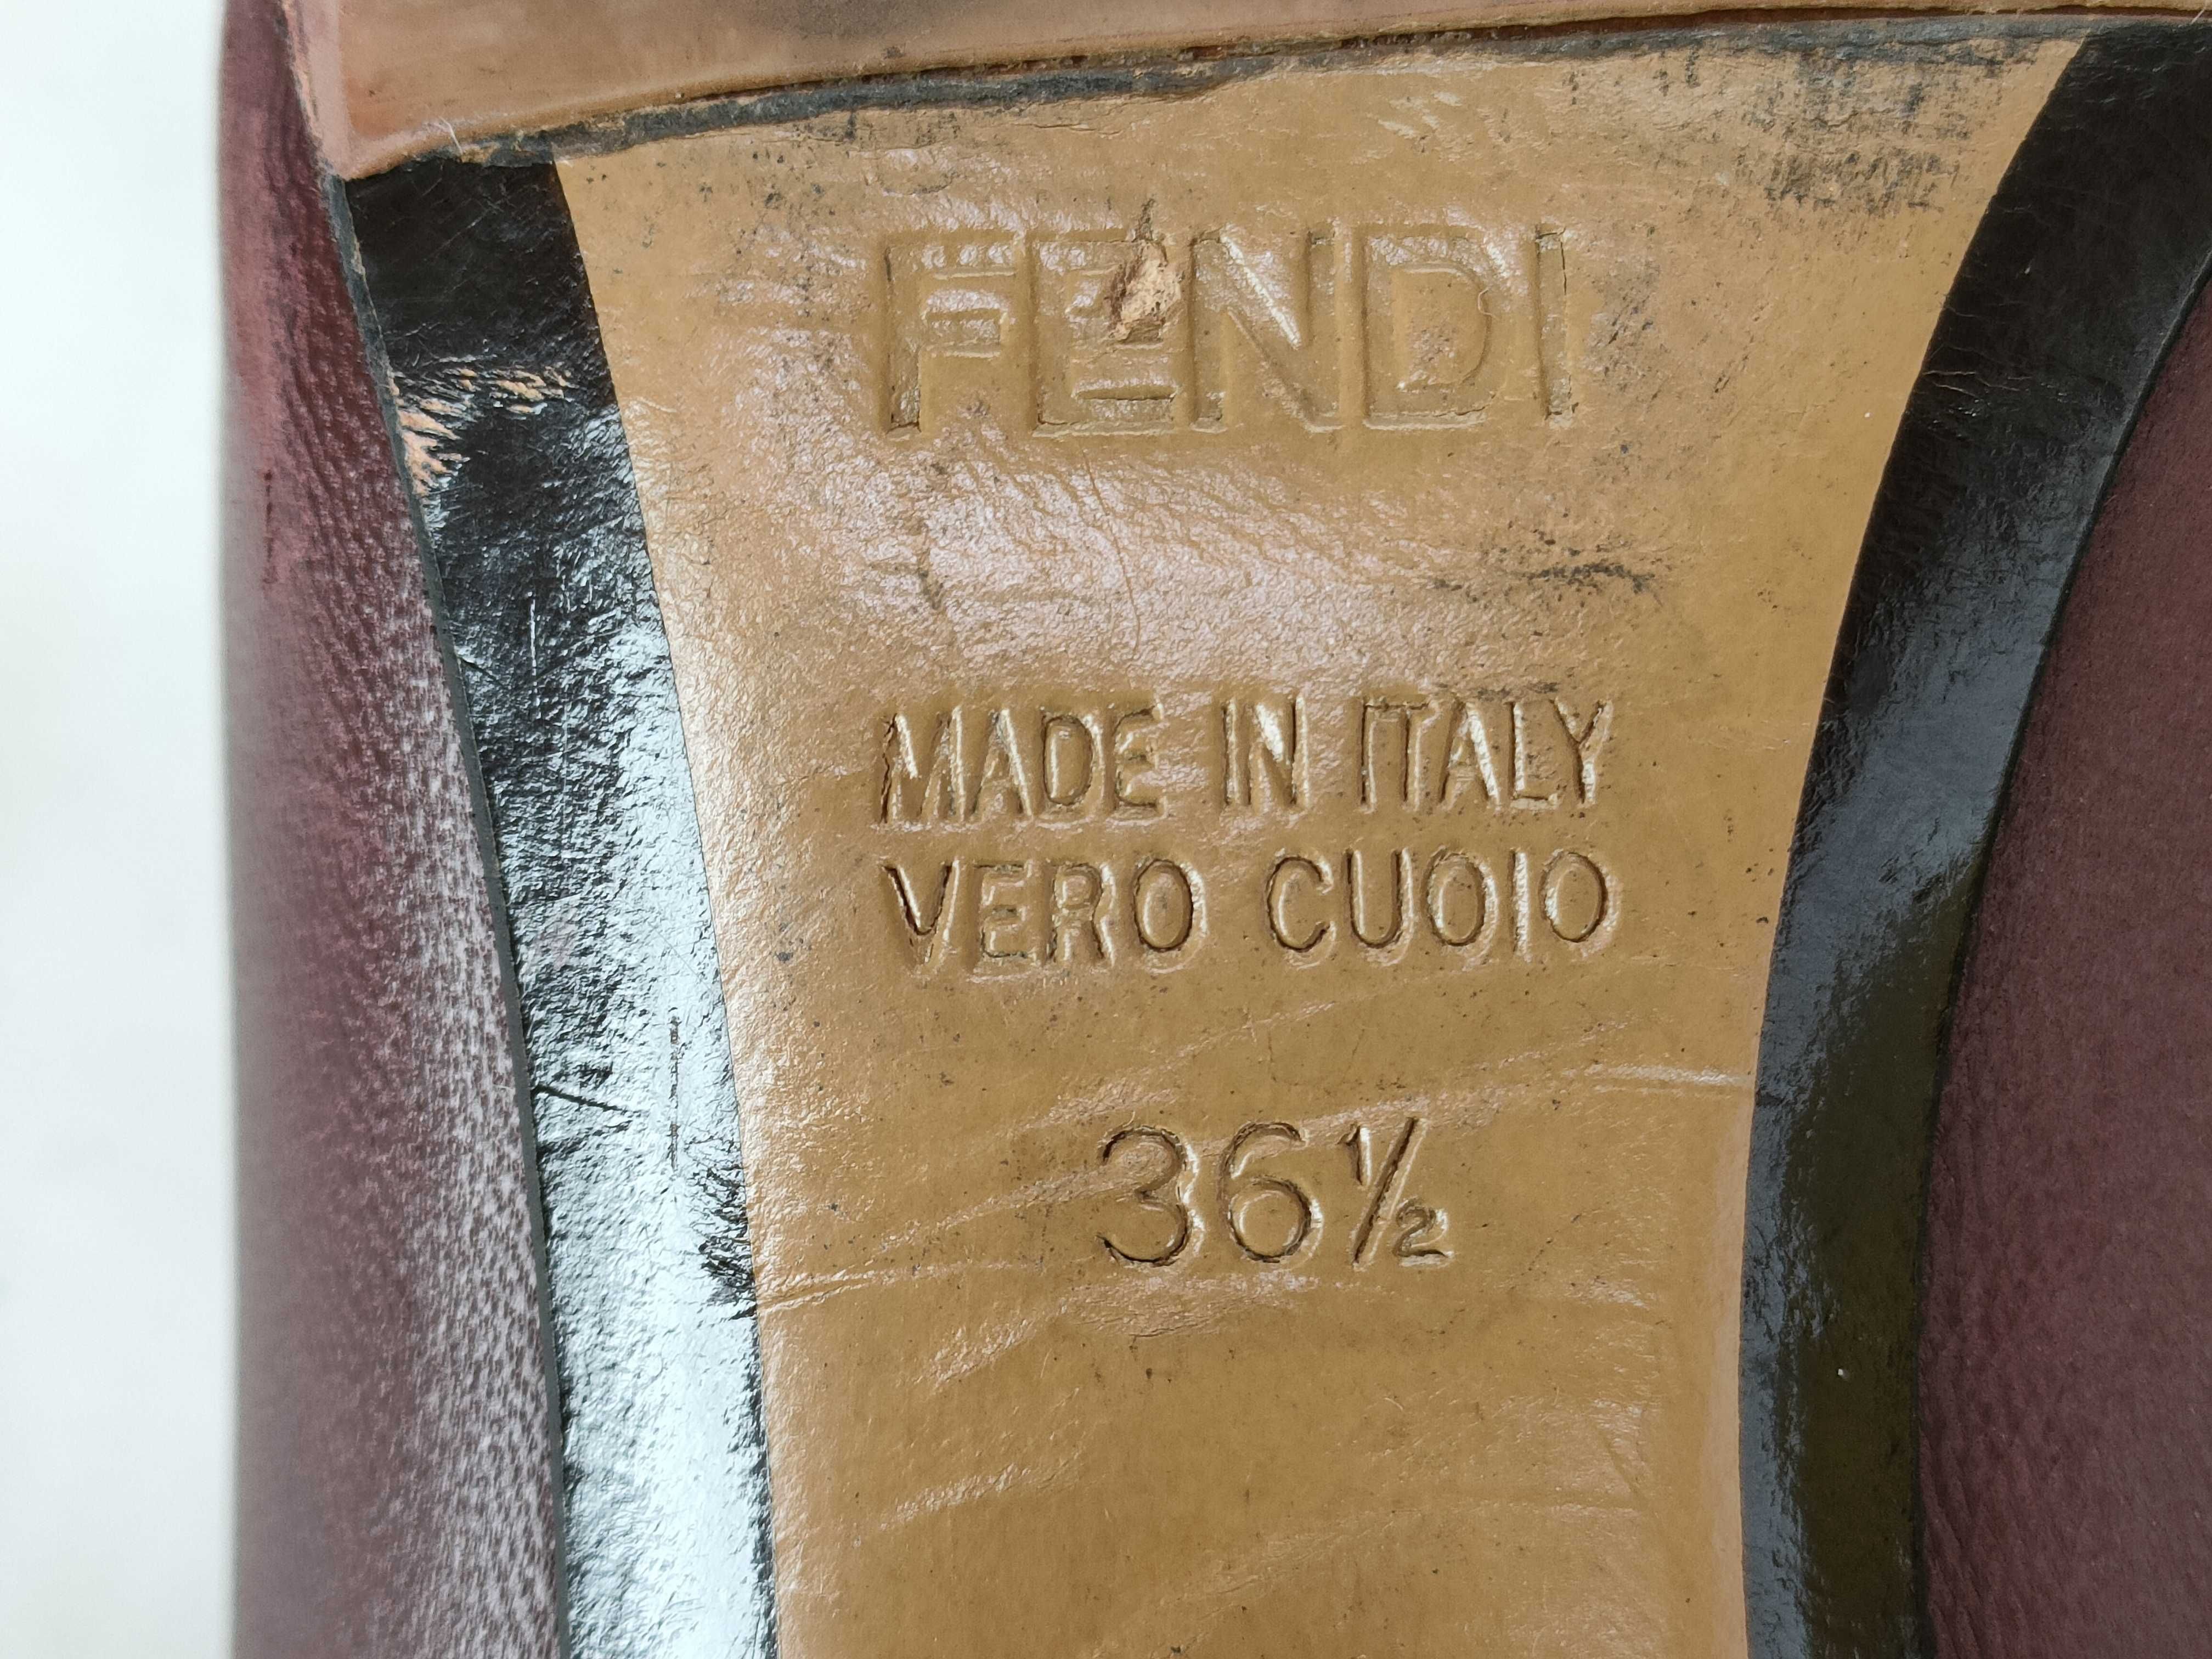 FENDI
MADE IN ITALY
VERO CUOIO
36½